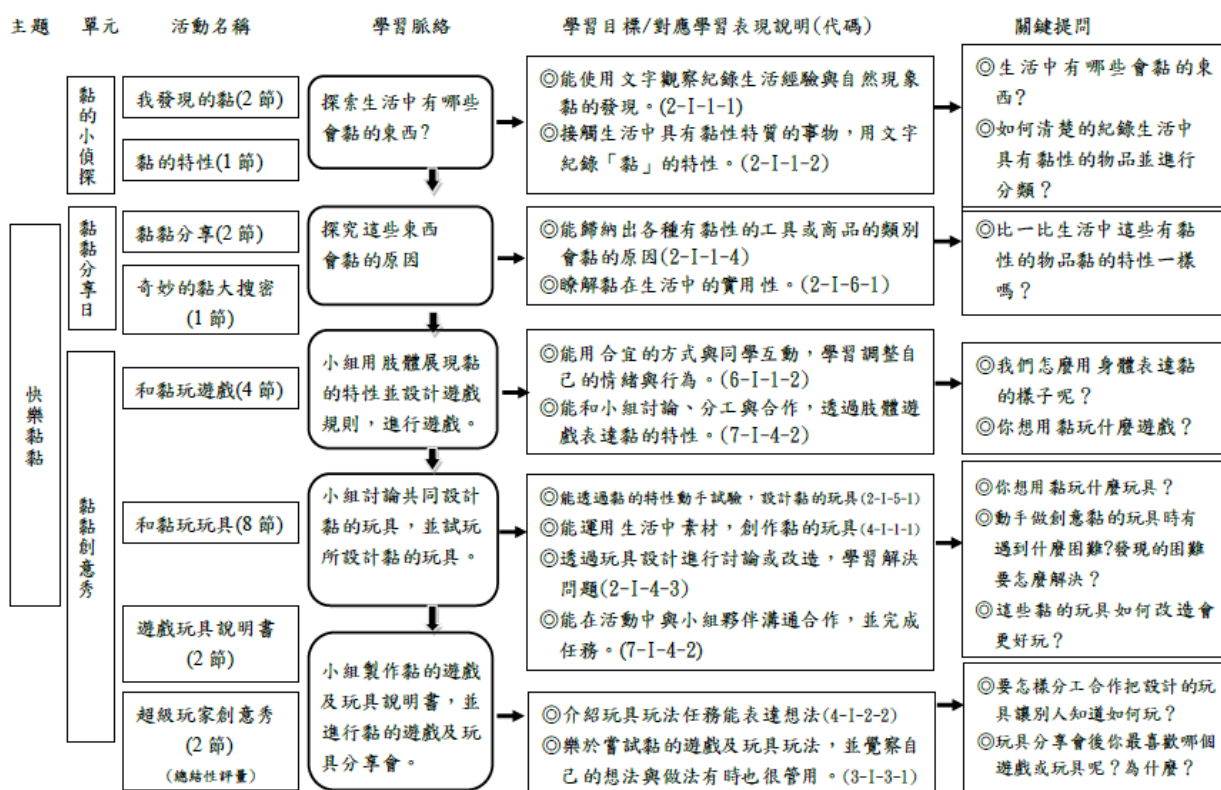 主題 單元 活動名稱 學習脈絡 學習目標/對應學習表現說明(代碼) 關鍵提問
快樂黏黏
黏的小偵探
我發現的黏(2 節)
黏的特性(1 節)
探索生活中有哪些
會黏的東西?
◎能使用文字觀察紀錄生活經驗與自然現象
黏的發現。(2-I-1-1)
◎接觸生活中具有黏性特質的事物，用文字
紀錄「黏」的特性。(2-I-1-2)
◎生活中有哪些會黏的東
西?
◎如何清楚的紀錄生活中
具有黏性的物品並進行
分類？
黏黏分享日
黏黏分享(2 節)
奇妙的黏大搜密
(1 節)
探究這些東西
會黏的原因
◎能歸納出各種有黏性的工具或商品的類別
會黏的原因(2-I-1-4)
◎瞭解黏在生活中的實用性。(2-I-6-1)
◎比一比生活中這些有黏
性的物品黏的特性一樣
嗎？
黏黏創意秀
和黏玩遊戲(4 節)
小組用肢體展現黏
的特性並設計遊戲
規則，進行遊戲。
◎能用合宜的方式與同學互動，學習調整自
己的情緒與行為。(6-I-1-2)
◎能和小組討論、分工與合作，透過肢體遊
戲表達黏的特性。(7-I-4-2)
◎我們怎麼用身體表達黏
的樣子呢？
◎你想用黏玩什麼遊戲？
和黏玩玩具(8 節)
小組討論共同設計
黏的玩具，並試玩
所設計黏的玩具。
◎能透過黏的特性動手試驗，設計黏的玩具(2-I-5-1)
◎能運用生活中素材，創作黏的玩具(4-I-1-1)
◎透過玩具設計進行討論或改造，學習解決
問題(2-I-4-3)
◎能在活動中與小組夥伴溝通合作，並完成
任務。(7-I-4-2)
◎你想用黏玩什麼玩具？
◎動手做創意黏的玩具時有
遇到什麼困難?發現的困難
要怎麼解決？
◎這些黏的玩具如何改造會
更好玩？
遊戲玩具說明書
(2 節)
超級玩家創意秀
(2 節)
(總結性評量)
小組製作黏的遊戲
及玩具說明書，並
進行黏的遊戲及玩
具分享會。
◎介紹玩具玩法任務能表達想法(4-I-2-2)
◎樂於嘗試黏的遊戲及玩具玩法，並覺察自
己的想法與做法有時也很管用。(3-I-3-1)
◎要怎樣分工合作把設計的玩
具讓別人知道如何玩？
◎玩具分享會後你最喜歡哪個
遊戲或玩具呢？為什麼？